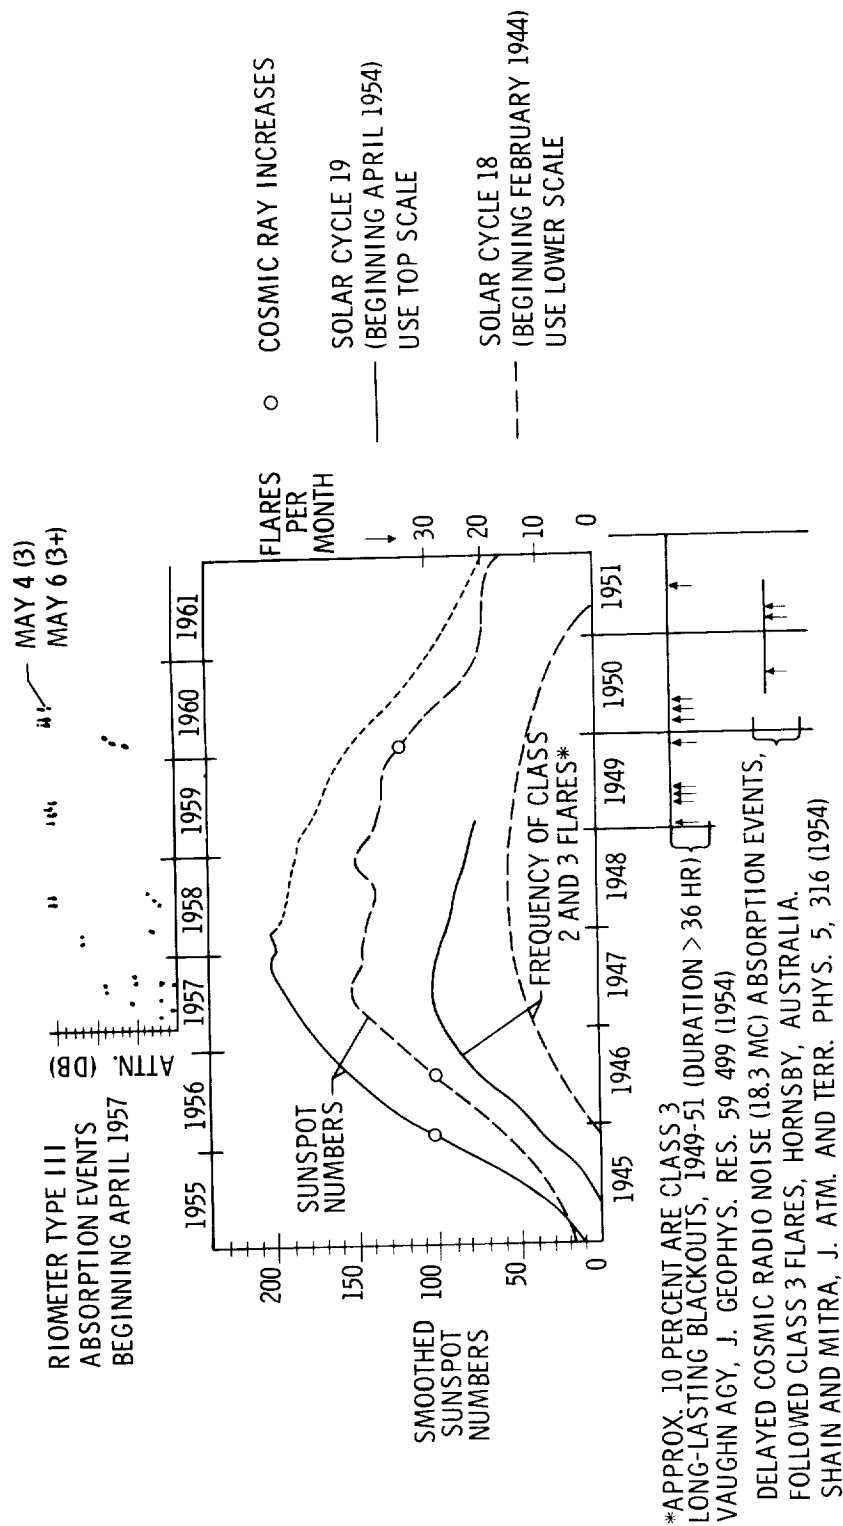 RIOMETER TYPE III
ABSORPTION EVENTS
BEGINNING APRIL 1957
ATTN. (DB)
MAY 4 (3)
MAY 6 (3+)
1955
1956
1957
1958
1959
1960
1961
SMOOTHED
SUNSPOT
NUMBERS
200
150
100
50
0
SUNSPOT
NUMBERS
FREQUENCY OF CLASS
2 AND 3 FLARES*
FLARES
PER
MONTH
30
20
10
0
COSMIC RAY INCREASES
SOLAR CYCLE 19
(BEGINNING APRIL 1954)
USE TOP SCALE
SOLAR CYCLE 18
(BEGINNING FEBRUARY 1944)
USE LOWER SCALE
1945
1946
1947
1948
1949
1950
1951
*APPROX. 10 PERCENT ARE CLASS 3
LONG-LASTING BLACKOUTS, 1949-51 (DURATION > 36 HR)
VAUGHN AGY, J. GEOPHYS. RES. 59 499 (1954)
DELAYED COSMIC RADIO NOISE (18.3 MC) ABSORPTION EVENTS,
FOLLOWED CLASS 3 FLARES, HORNSBY, AUSTRALIA.
SHAIN AND MITRA, J. ATM. AND TERR. PHYS. 5, 316 (1954)